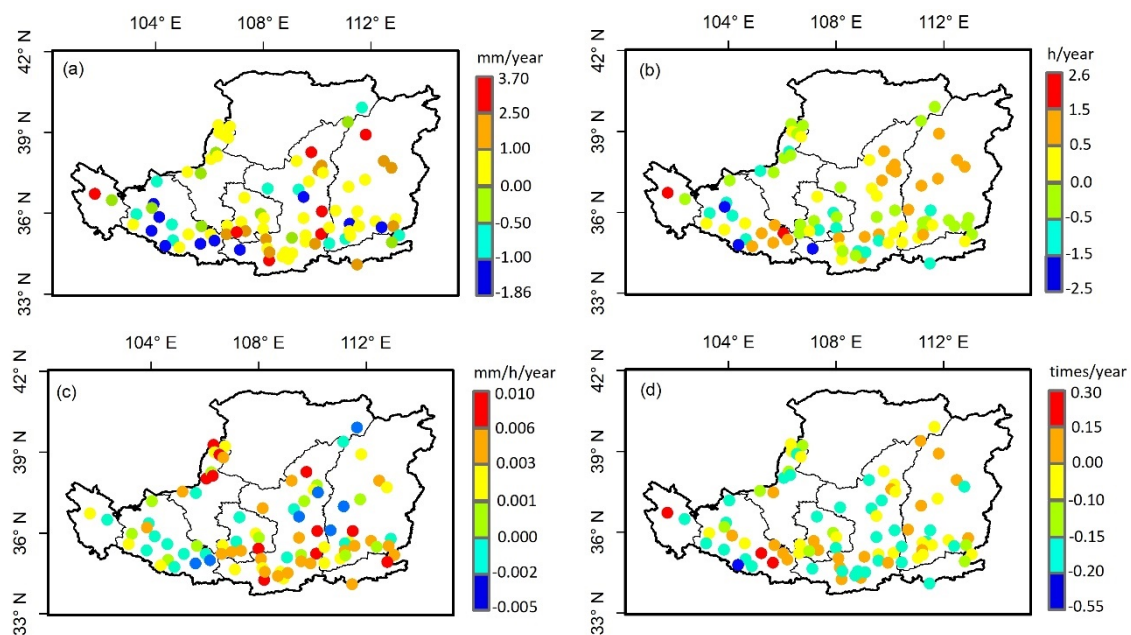 104° E 108° E 112° E
42° N
39° N
36° N
33° N
(a)
mm/year
3.70
2.50
1.00
0.00
-0.50
-1.00
-1.86
104° E 108° E 112° E
42° N
39° N
36° N
33° N
(b)
h/year
2.6
1.5
0.5
0.0
-0.5
-1.5
-2.5
104° E 108° E 112° E
42° N
39° N
36° N
33° N
(c)
mm/h/year
0.010
0.006
0.003
0.001
0.000
-0.002
-0.005
104° E 108° E 112° E
42° N
39° N
36° N
33° N
(d)
times/year
0.30
0.15
0.00
-0.10
-0.15
-0.20
-0.55